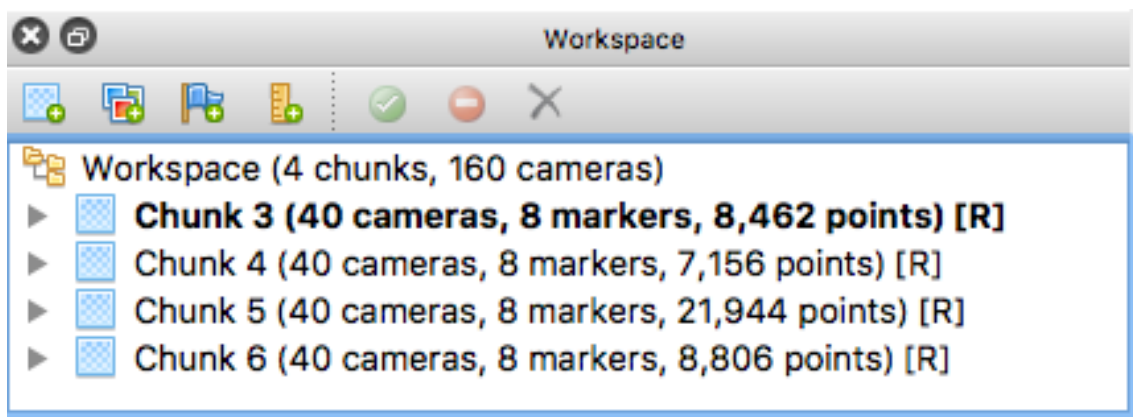 Workspace
Workspace (4 chunks, 160 cameras)
Chunk 3 (40 cameras, 8 markers, 8,462 points) [R]
Chunk 4 (40 cameras, 8 markers, 7,156 points) [R]
Chunk 5 (40 cameras, 8 markers, 21,944 points) [R]
Chunk 6 (40 cameras, 8 markers, 8,806 points) [R]